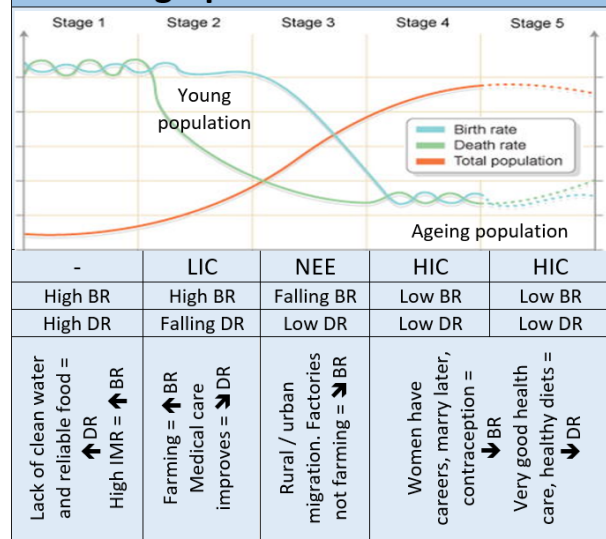 Stage 1 Stage 2 Stage 3 Stage 4 Stage 5
Young
population
Birth rate
Death rate
Total population
Ageing population
- LIC NEE HIC HIC
High BR High BR Falling BR Low BR Low BR
High DR Falling DR Low DR Low DR Low DR
Lack of clean water
and reliable food =
↑ DR
High IMR = ↑ BR
Farming = ↑ BR
Medical care
improves = ↓ DR
Rural / urban
migration. Factories
not farming = ↓ BR
Women have
careers, marry later,
contraception =
↓ BR
Very good health
care, healthy diets =
↓ DR